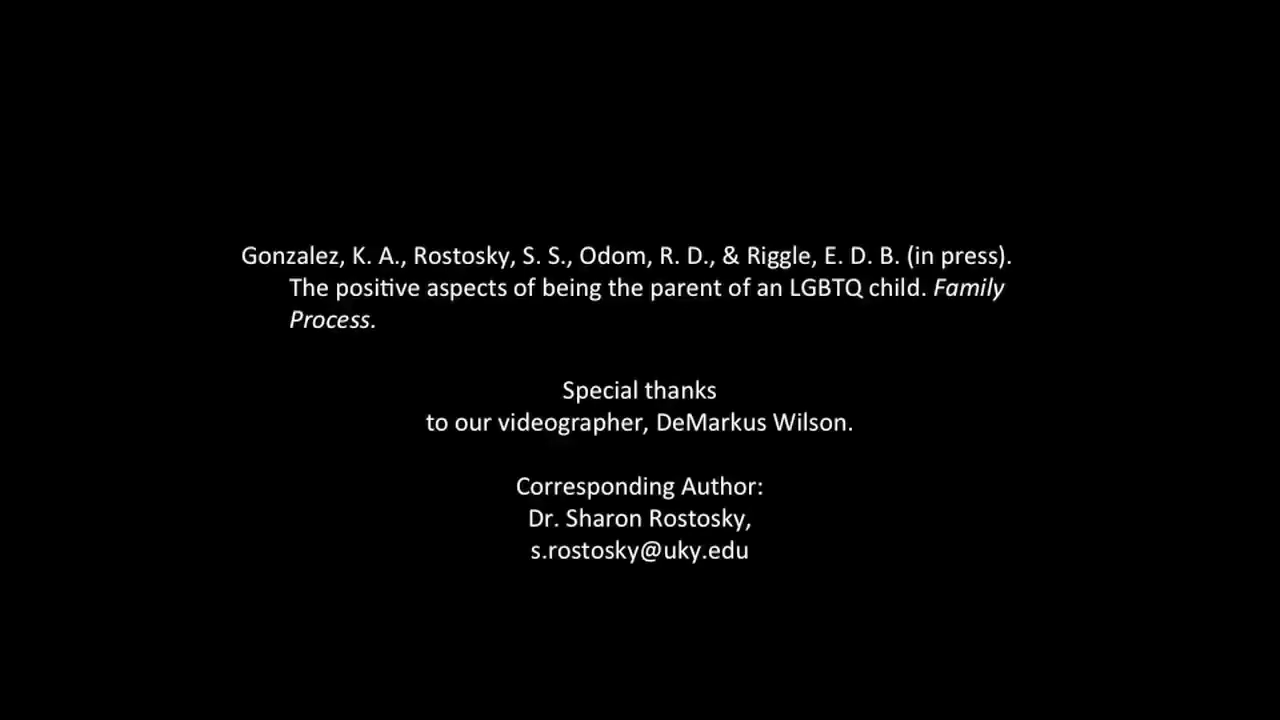 Gonzalez, K. A., Rostosky, S. S., Odom, R. D., & Riggle, E. D. B. (in press).
The positive aspects of being the parent of an LGBTQ child. Family
Process.
Special thanks
to our videographer, DeMarkus Wilson.
Corresponding Author:
Dr. Sharon Rostosky,
s.rostosky@uky.edu